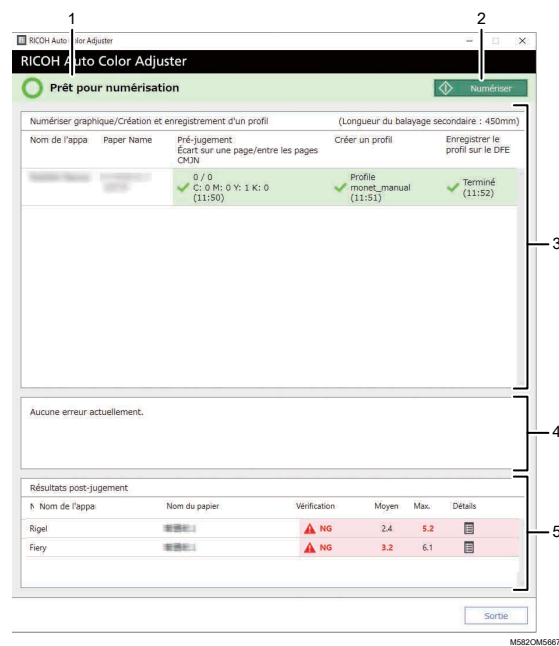 1
2
RICOH Auto Color Adjuster
RICOH Auto Color Adjuster
Prêt pour numérisation
Numériser
Numériser graphique/Création et enregistrement d'un profil (Longueur du balayage secondaire : 450mm)
Nom de l'appa Paper Name Pré-jugement Créer un profil Enregistrer le
Écart sur une page/entre les pages profil sur le DFE
CMJN
0 / 0 Profile
C: 0 M: 0 Y: 1 K: 0 monet_manual Terminé
(11:50) (11:51) (11:52)
3
Aucune erreur actuellement.
4
Résultats post-jugement
Nom de l'appa Nom du papier Vérification Moyen Max. Détails
Rigel NG 2.4 5.2
Fiery NG 3.2 6.1
5
Sortie
M582OM5667